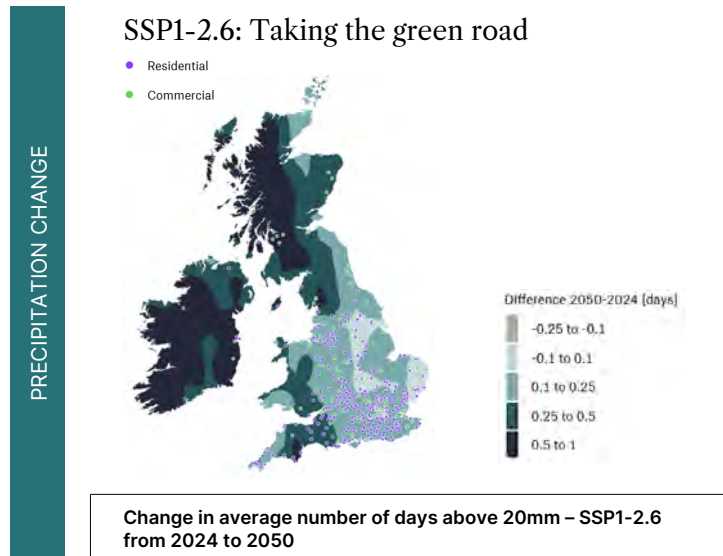 PRECIPITATION CHANGE
SSP1-2.6: Taking the green road
Residential
Commercial
Difference 2050-2024 [days]
-0.25 to -0.1
-0.1 to 0.1
0.1 to 0.25
0.25 to 0.5
0.5 to 1
Change in average number of days above 20mm – SSP1-2.6
from 2024 to 2050